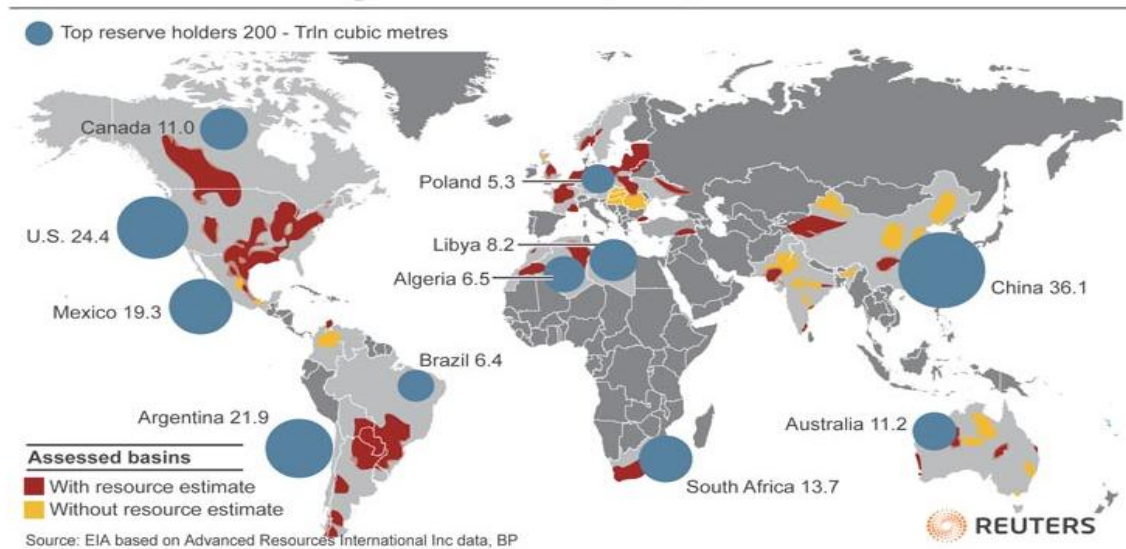 Top reserve holders 200 - Trln cubic metres
Canada 11.0
Poland 5.3
U.S. 24.4
Libya 8.2
Algeria 6.5
China 36.1
Mexico 19.3
Brazil 6.4
Argentina 21.9
Australia 11.2
South Africa 13.7
Assessed basins
With resource estimate
Without resource estimate
REUTERS
Source: EIA based on Advanced Resources International Inc data, BP